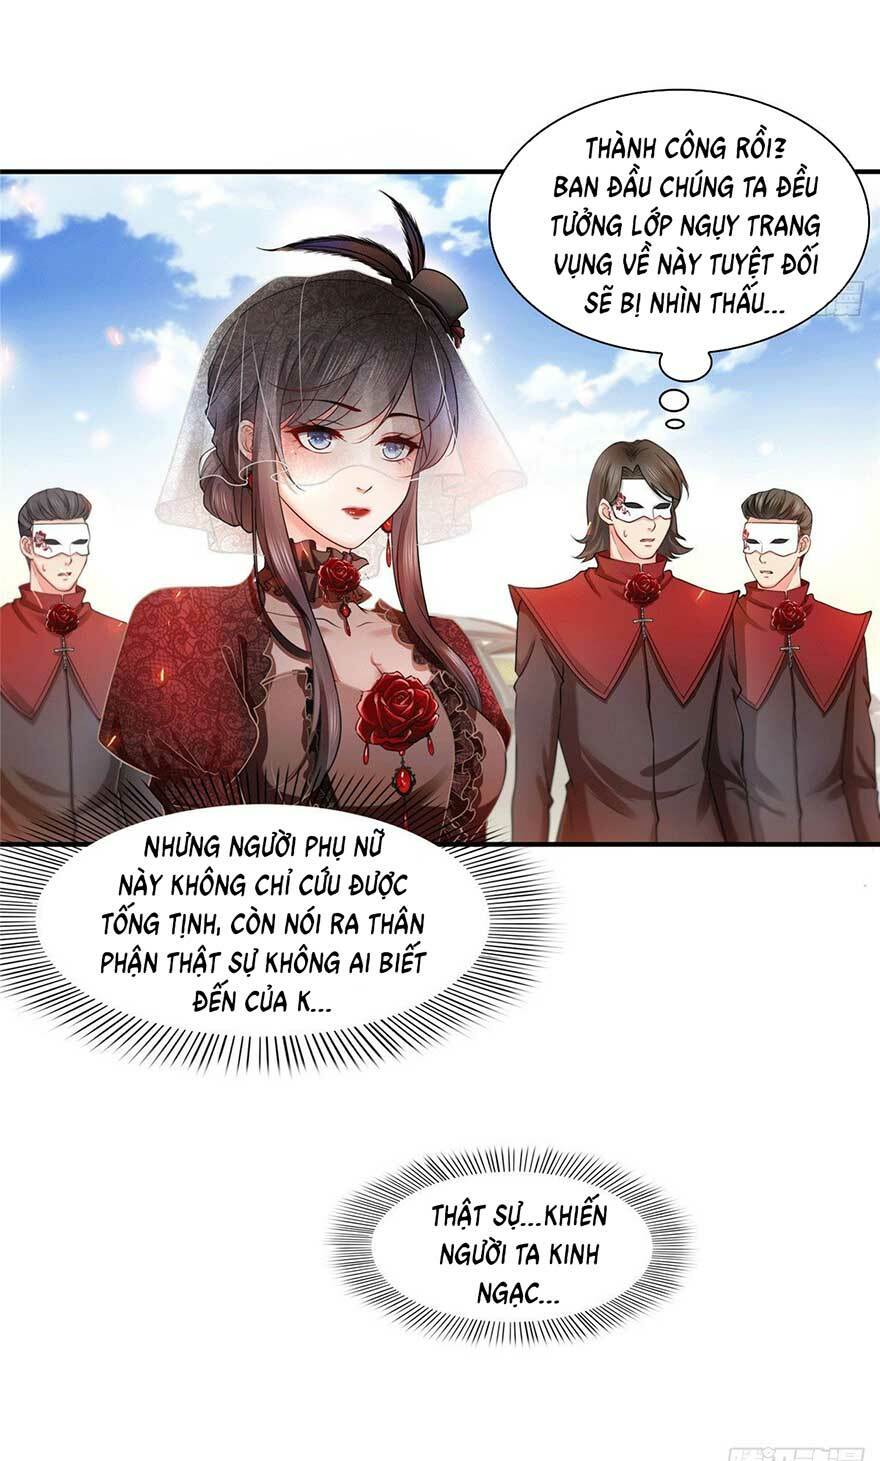 THÀNH CÔNG RỒI?
BAN ĐẦU CHÚNG TA ĐỀU
TƯỞNG LỚP NGỤY TRANG
VỤNG VỀ NÀY TUYỆT ĐỐI
SẼ BỊ NHÌN THẤU...
NHƯNG NGƯỜI PHỤ NỮ
NÀY KHÔNG CHỈ CỨU ĐƯỢC
TỐNG TỊNH, CÒN NÓI RA THÂN
PHẬN THẬT SỰ KHÔNG AI BIẾT
ĐẾN CỦA K...
THẬT SỰ...KHIẾN
NGƯỜI TA KINH
NGẠC...